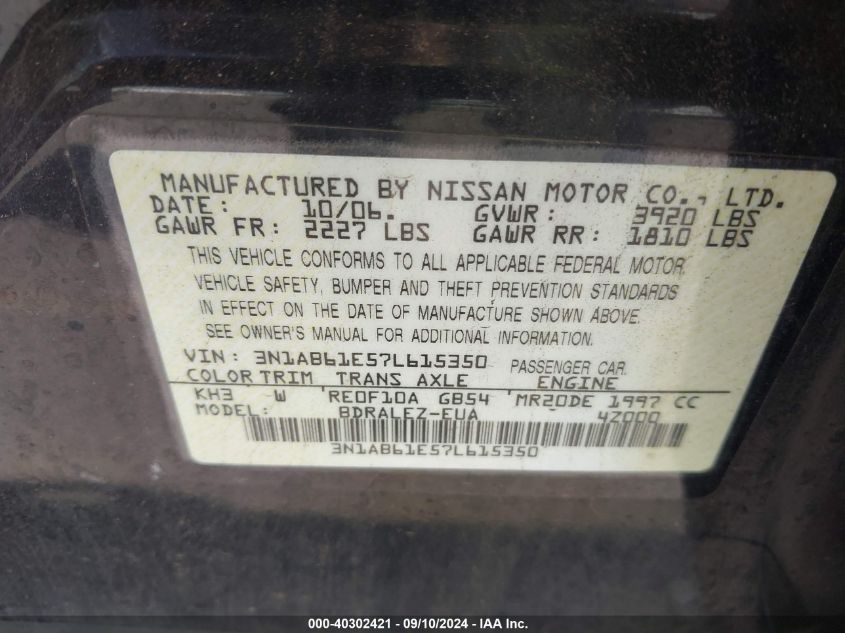 MANUFACTURED BY NISSAN MOTOR CO., LTD.
DATE: 10/06. GVWR: 3920 LBS
GAWR FR: 2227 LBS GAWR RR: 1810 LBS
THIS VEHICLE CONFORMS TO ALL APPLICABLE FEDERAL MOTOR
VEHICLE SAFETY, BUMPER AND THEFT PREVENTION STANDARDS
IN EFFECT ON THE DATE OF MANUFACTURE SHOWN ABOVE.
SEE OWNER'S MANUAL FOR ADDITIONAL INFORMATION.
VIN: 3N1AB61E57L615350 PASSENGER CAR
COLOR TRIM TRANS AXLE ENGINE
KH3 W RE0F10A GB54 MR20DE 1997 CC
MODEL: BDRALEZ-EUA 4Z000
3N1AB61E57L615350
000-40302421 - 09/10/2024 - IAA Inc.